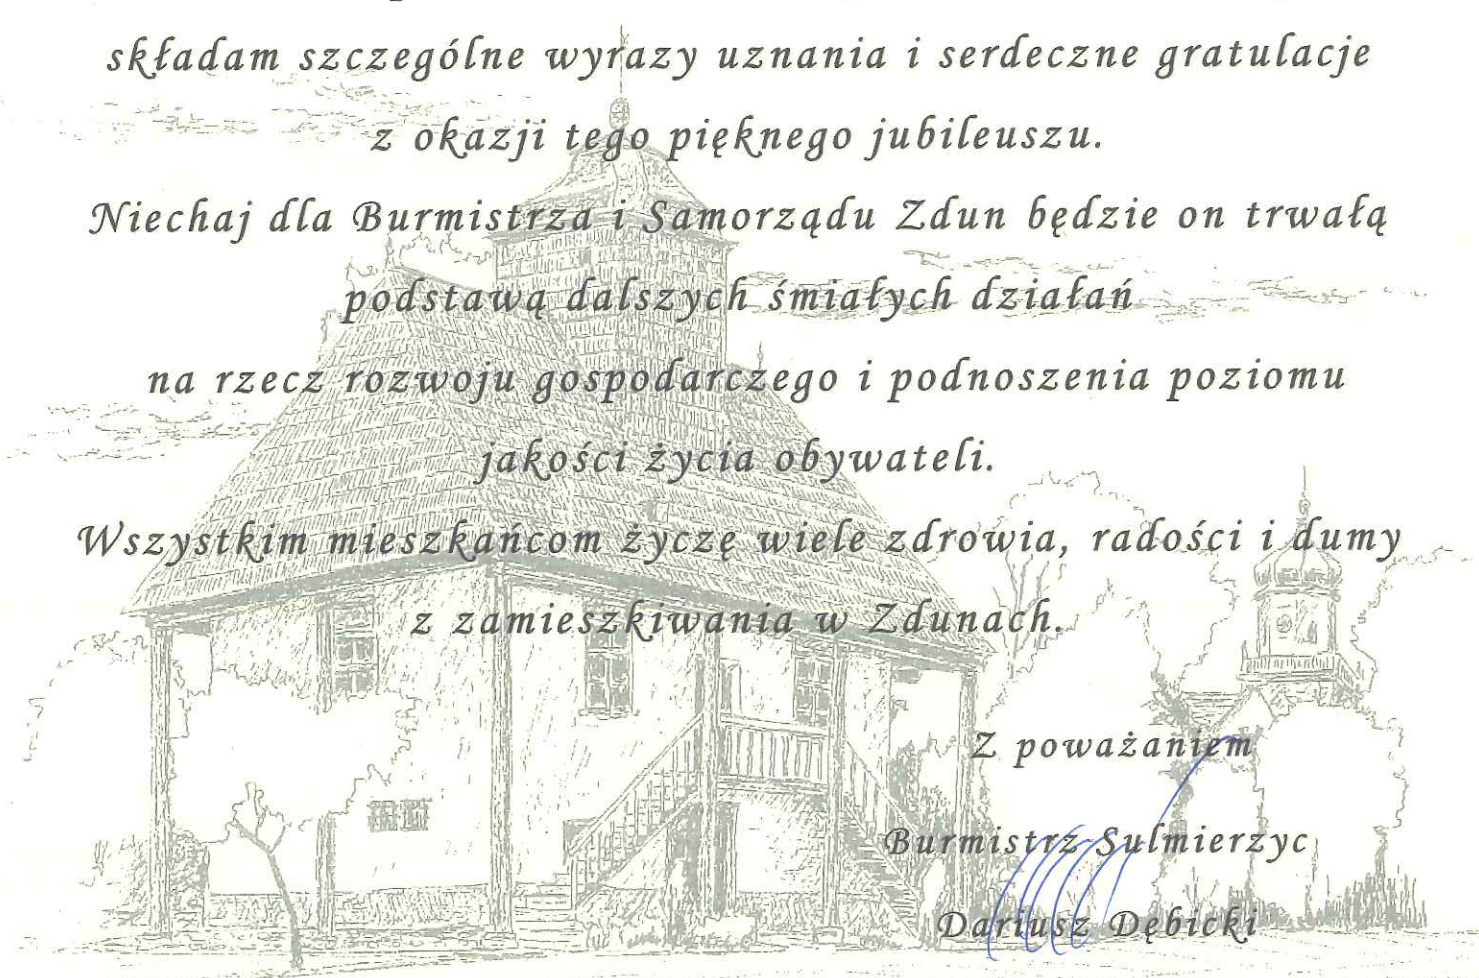 składam szczególne wyrazy uznania i serdeczne gratulacje
z okazji tego pięknego jubileuszu.
Niechaj dla Burmistrza i Samorządu Zdun będzie on trwałą
podstawą dalszych śmiałych działań
na rzecz rozwoju gospodarczego i podnoszenia poziomu
jakości życia obywateli.
Wszystkim mieszkańcom życzę wiele zdrowia, radości i dumy
z zamieszkiwania w Zdunach.
Z poważaniem
Burmistrz Sulmierzyc
Dariusz Dębicki